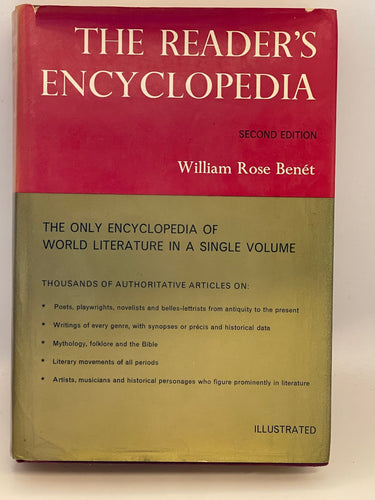 THE READER'S
ENCYCLOPEDIA
SECOND EDITION
William Rose Benét
THE ONLY ENCYCLOPEDIA OF
WORLD LITERATURE IN A SINGLE VOLUME
THOUSANDS OF AUTHORITATIVE ARTICLES ON:
* Poets, playwrights, novelists and belles-lettrists from antiquity to the present
* Writings of every genre, with synopses or précis and historical data
* Mythology, folklore and the Bible
* Literary movements of all periods
* Artists, musicians and historical personages who figure prominently in literature
ILLUSTRATED